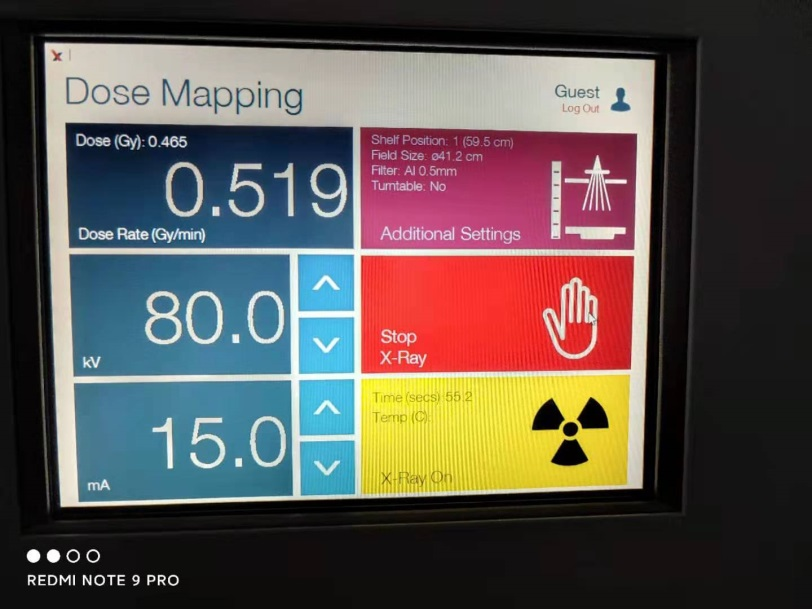 Dose Mapping
Guest
Log Out
Dose (Gy): 0.465
0.519
Dose Rate (Gy/min)
Shelf Position: 1 (59.5 cm)
Field Size: ø41.2 cm
Filter: Al 0.5mm
Turntable: No
Additional Settings
80.0
kV
Stop
X-Ray
15.0
mA
Time (secs) 55.2
Temp (C):
X-Ray On
REDMI NOTE 9 PRO